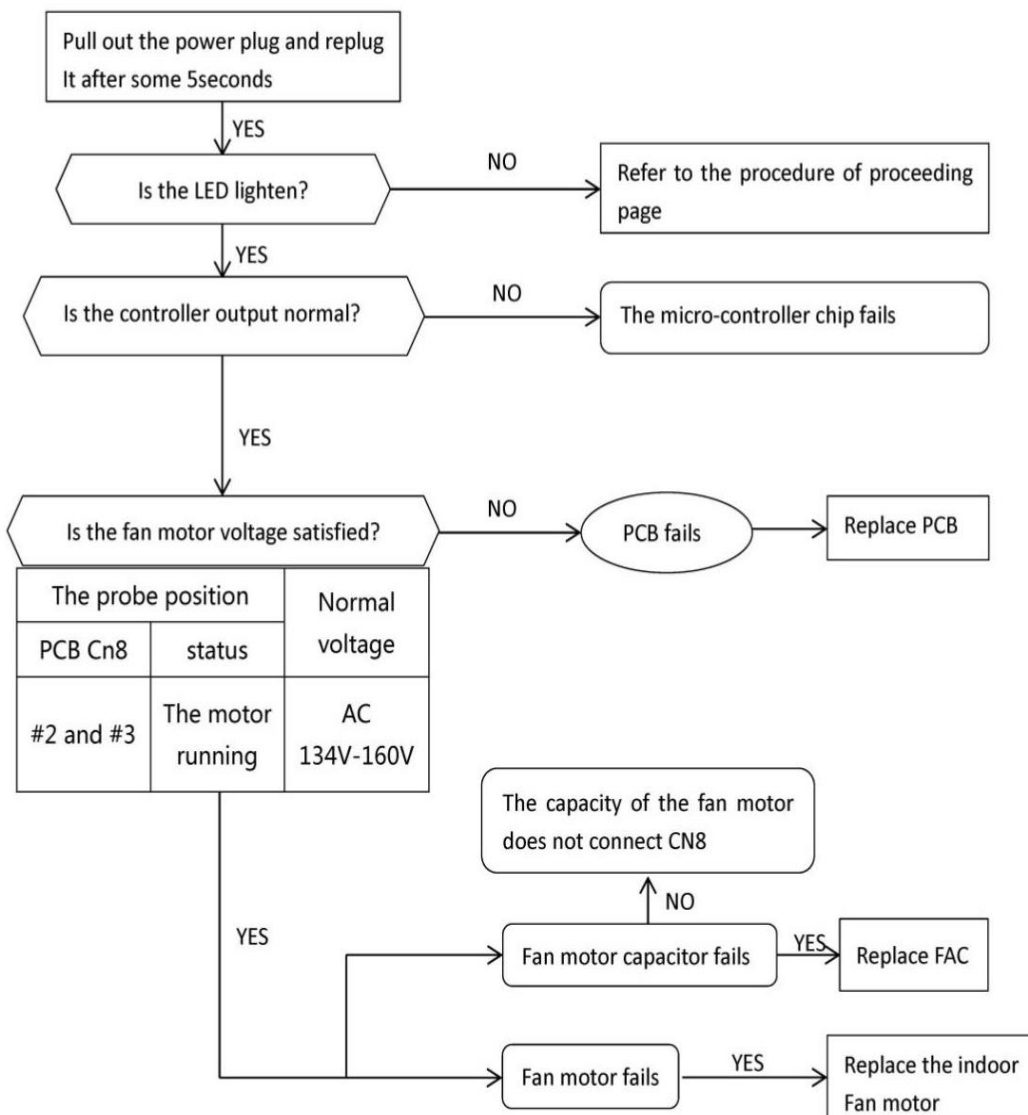 Pull out the power plug and replug
It after some 5seconds
YES
Is the LED lighten?
NO
Refer to the procedure of proceeding
page
YES
Is the controller output normal?
NO
The micro-controller chip fails
YES
Is the fan motor voltage satisfied?
NO
PCB fails
Replace PCB
The probe position
Normal
voltage
PCB Cn8
status
#2 and #3
The motor
running
AC
134V-160V
The capacity of the fan motor
does not connect CN8
NO
YES
Fan motor capacitor fails
YES
Replace FAC
Fan motor fails
YES
Replace the indoor
Fan motor